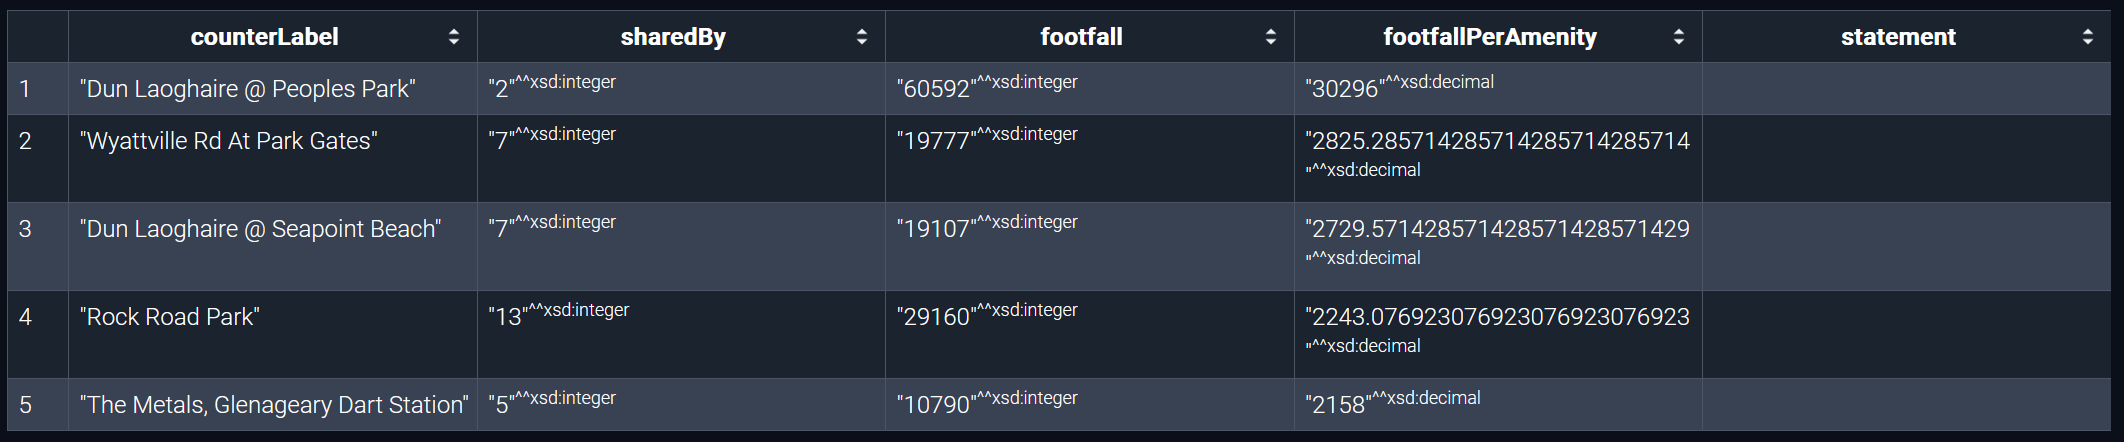 counterLabel sharedBy footfall footfallPerAmenity statement
1 "Dun Laoghaire @ Peoples Park" "2"^^xsd:integer "60592"^^xsd:integer "30296"^^xsd:decimal
2 "Wyattville Rd At Park Gates" "7"^^xsd:integer "19777"^^xsd:integer "2825.285714285714285714285714
"^^xsd:decimal
3 "Dun Laoghaire @ Seapoint Beach" "7"^^xsd:integer "19107"^^xsd:integer "2729.571428571428571428571429
"^^xsd:decimal
4 "Rock Road Park" "13"^^xsd:integer "29160"^^xsd:integer "2243.076923076923076923076923
"^^xsd:decimal
5 "The Metals, Glenageary Dart Station" "5"^^xsd:integer "10790"^^xsd:integer "2158"^^xsd:decimal